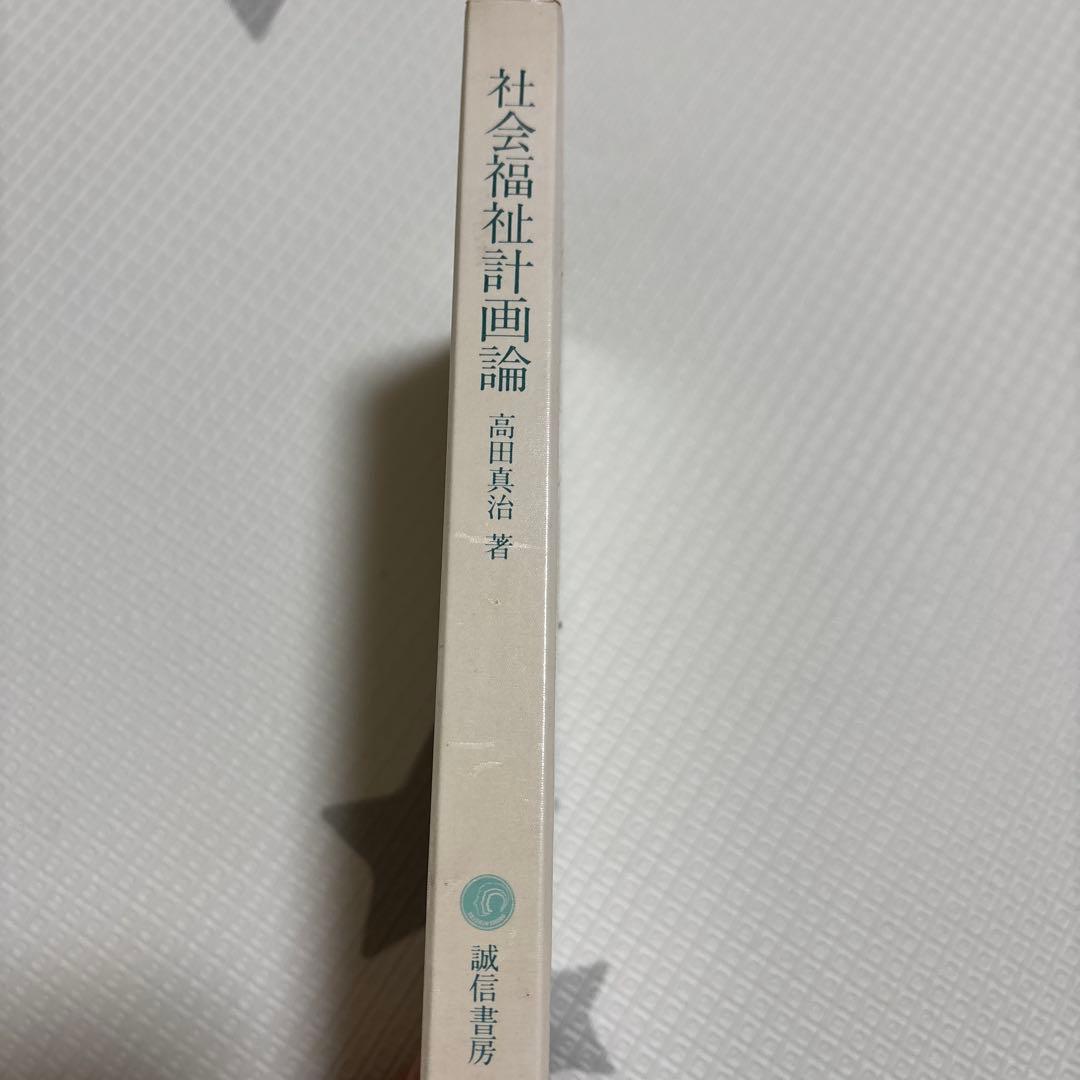 社会福祉計画論
高田真治 著
誠信書房